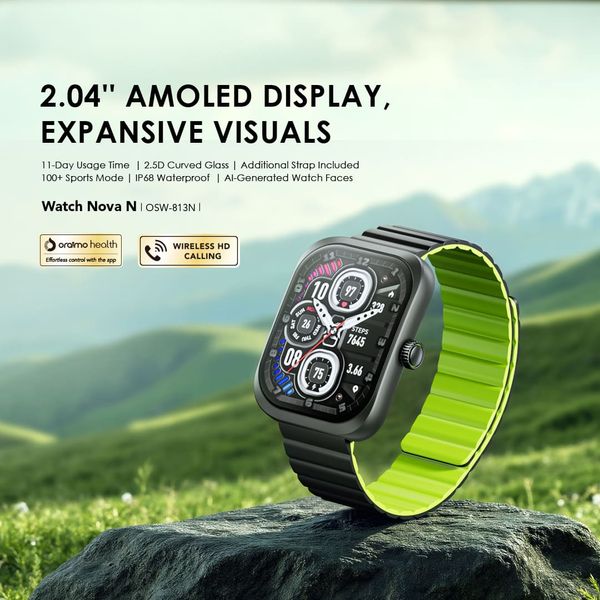 2.04'' AMOLED DISPLAY,
EXPANSIVE VISUALS
11-Day Usage Time | 2.5D Curved Glass | Additional Strap Included
100+ Sports Mode | IP68 Waterproof | AI-Generated Watch Faces
Watch Nova N | OSW-813N |
oraimo health
Effortless control with the app
WIRELESS HD
CALLING
10
97
26
STEPS
7645
08
75
3.66